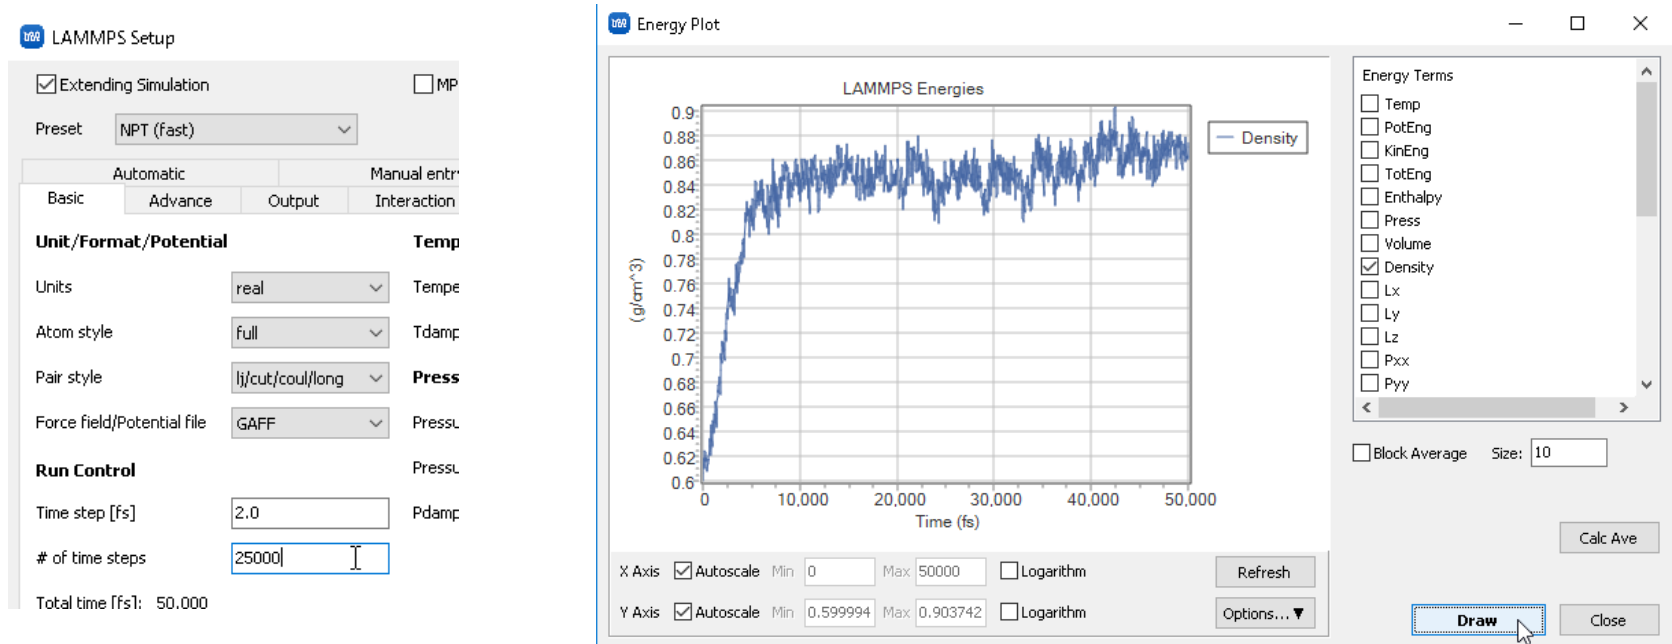 LAMMPS Setup
Extending Simulation
MP
Preset NPT (fast)
Automatic Manual entr
Basic Advance Output Interaction
Unit/Format/Potential Temp
Units real Tempe
Atom style full Tdamp
Pair style lj/cut/coul/long Press
Force field/Potential file GAFF Pressu
Run Control Pressu
Time step [fs] 2.0 Pdamp
# of time steps 25000
Total time [fs]: 50.000
Energy Plot
LAMMPS Energies
Density
0.9
0.88
0.86
0.84
0.82
0.8
0.78
0.76
0.74
0.72
0.7
0.68
0.66
0.64
0.62
0.6
(g/cm^3)
0 10,000 20,000 30,000 40,000 50,000
Time (fs)
X Axis Autoscale Min 0 Max 50000 Logarithm Refresh
Y Axis Autoscale Min 0.599994 Max 0.903742 Logarithm Options... ▼
Energy Terms
Temp
PotEng
KinEng
TotEng
Enthalpy
Press
Volume
Density
Lx
Ly
Lz
Pxx
Pyy
Block Average Size: 10
Calc Ave
Draw Close